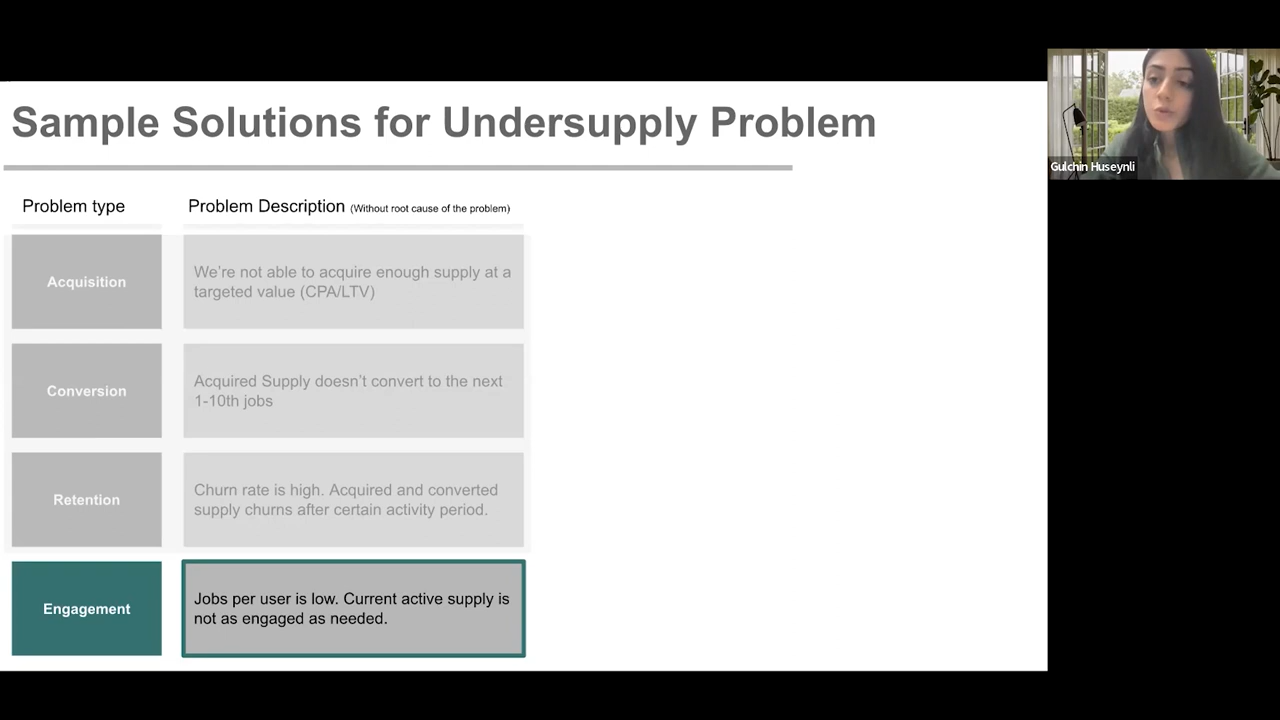 Sample Solutions for Undersupply Problem
Gulchin Huseynli
Problem type
Problem Description (Without root cause of the problem)
Acquisition
We're not able to acquire enough supply at a
targeted value (CPA/LTV)
Conversion
Acquired Supply doesn't convert to the next
1-10th jobs
Retention
Churn rate is high. Acquired and converted
supply churns after certain activity period.
Engagement
Jobs per user is low. Current active supply is
not as engaged as needed.